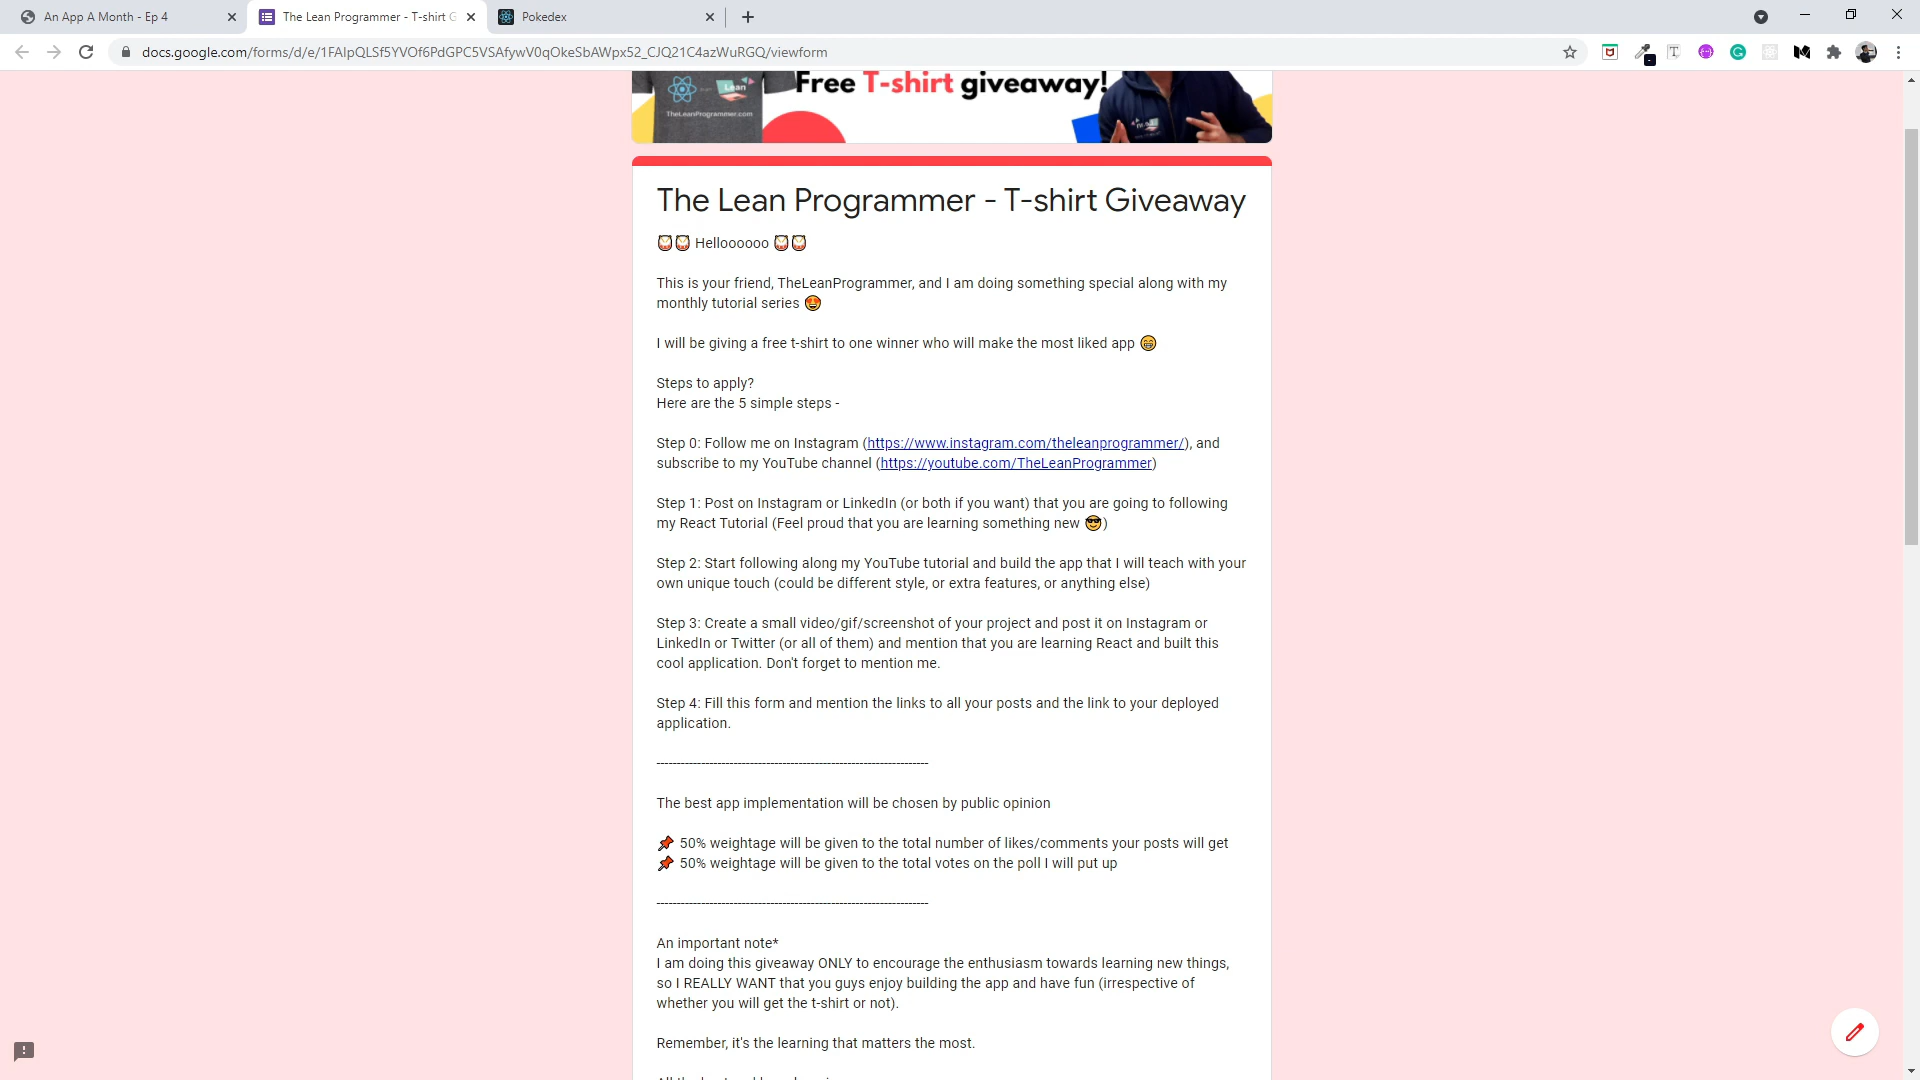 An App A Month - Ep 4
The Lean Programmer - T-shirt G
Pokedex
docs.google.com/forms/d/e/1FAIpQLSf5YVOf6PdGPC5VSAfywV0qOkeSbAWpx52_CJQ21C4azWuRGQ/viewform
Lean
TheLeanProgrammer.com
Free T-shirt giveaway!
The Lean Programmer - T-shirt Giveaway
Helloooooo
This is your friend, TheLeanProgrammer, and I am doing something special along with my
monthly tutorial series 🤩
I will be giving a free t-shirt to one winner who will make the most liked app 😁
Steps to apply?
Here are the 5 simple steps -
Step 0: Follow me on Instagram (https://www.instagram.com/theleanprogrammer/), and
subscribe to my YouTube channel (https://youtube.com/TheLeanProgrammer)
Step 1: Post on Instagram or LinkedIn (or both if you want) that you are going to following
my React Tutorial (Feel proud that you are learning something new 😎)
Step 2: Start following along my YouTube tutorial and build the app that I will teach with your
own unique touch (could be different style, or extra features, or anything else)
Step 3: Create a small video/gif/screenshot of your project and post it on Instagram or
LinkedIn or Twitter (or all of them) and mention that you are learning React and built this
cool application. Don't forget to mention me.
Step 4: Fill this form and mention the links to all your posts and the link to your deployed
application.
--------------------------------------------------------------------
The best app implementation will be chosen by public opinion
📌 50% weightage will be given to the total number of likes/comments your posts will get
📌 50% weightage will be given to the total votes on the poll I will put up
--------------------------------------------------------------------
An important note*
I am doing this giveaway ONLY to encourage the enthusiasm towards learning new things,
so I REALLY WANT that you guys enjoy building the app and have fun (irrespective of
whether you will get the t-shirt or not).
Remember, it's the learning that matters the most.